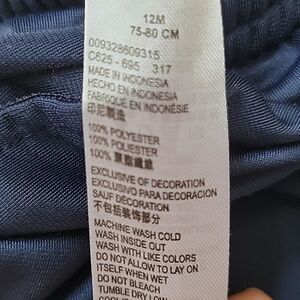 12M
75-80 CM
009328609315
C625 - 695 317
MADE IN INDONESIA
HECHO EN INDONESIA
FABRIQUÉ EN INDONÉSIE
印尼製造
100% POLYESTER
100% POLIESTER
100% 聚酯纖維
EXCLUSIVE OF DECORATION
EXCLUSIVO PARA DECORACION
SAUF DÉCORATION
不包括装饰部分
MACHINE WASH COLD
WASH INSIDE OUT
WASH WITH LIKE COLORS
DO NOT ALLOW TO LAY ON
ITSELF WHEN WET
DO NOT BLEACH
TUMBLE DRY LOW